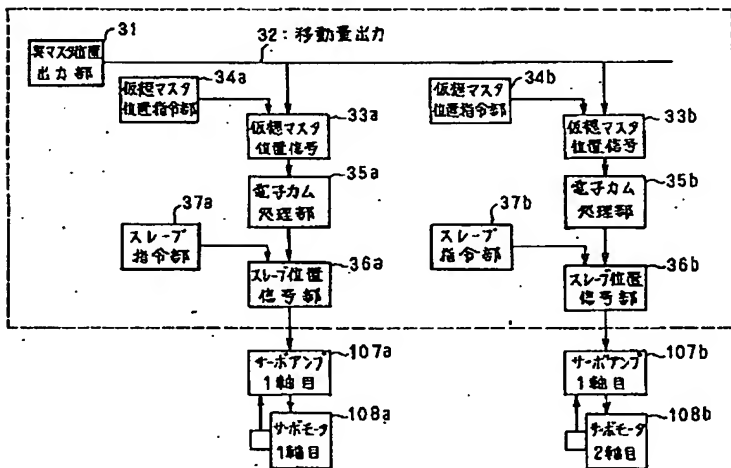 31
実マスタ位置
出力部
32:移動量出力
34a
仮想マスタ
位置指令部
33a
仮想マスタ
位置信号
35a
電子カム
処理部
37a
スレーブ
指令部
36a
スレーブ位置
信号部
107a
サーボアンプ
1軸目
108a
サーボモータ
1軸目
34b
仮想マスタ
位置指令部
33b
仮想マスタ
位置信号
35b
電子カム
処理部
37b
スレーブ
指令部
36b
スレーブ位置
信号部
107b
サーボアンプ
1軸目
108b
サーボモータ
2軸目